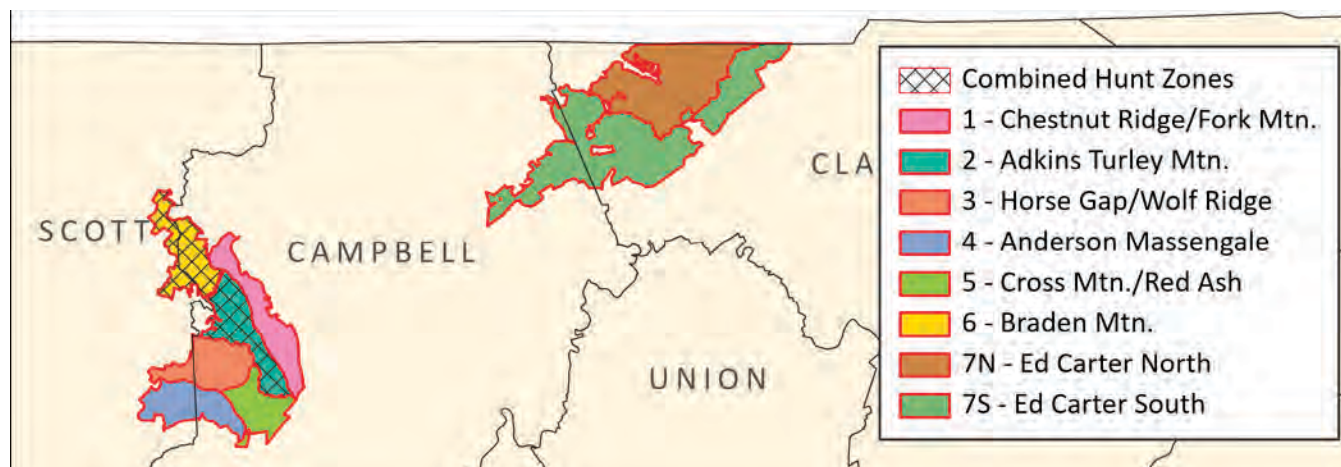 Combined Hunt Zones
1 - Chestnut Ridge/Fork Mtn.
2 - Adkins Turley Mtn.
3 - Horse Gap/Wolf Ridge
4 - Anderson Massengale
5 - Cross Mtn./Red Ash
6 - Braden Mtn.
7N - Ed Carter North
7S - Ed Carter South
CLA
SCOTT
CAMPBELL
UNION